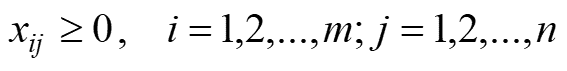 x_{ij} ≥ 0 ,    i = 1,2,...,m; j = 1,2,...,n